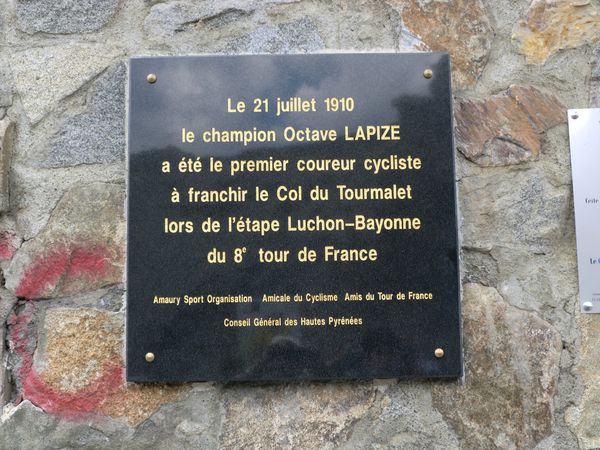 Le 21 juillet 1910
le champion Octave LAPIZE
a été le premier coureur cycliste
à franchir le Col du Tourmalet
lors de l'étape Luchon-Bayonne
du 8e tour de France
Amaury Sport Organisation Amicale du Cyclisme Amis du Tour de France
Conseil Général des Hautes Pyrénées